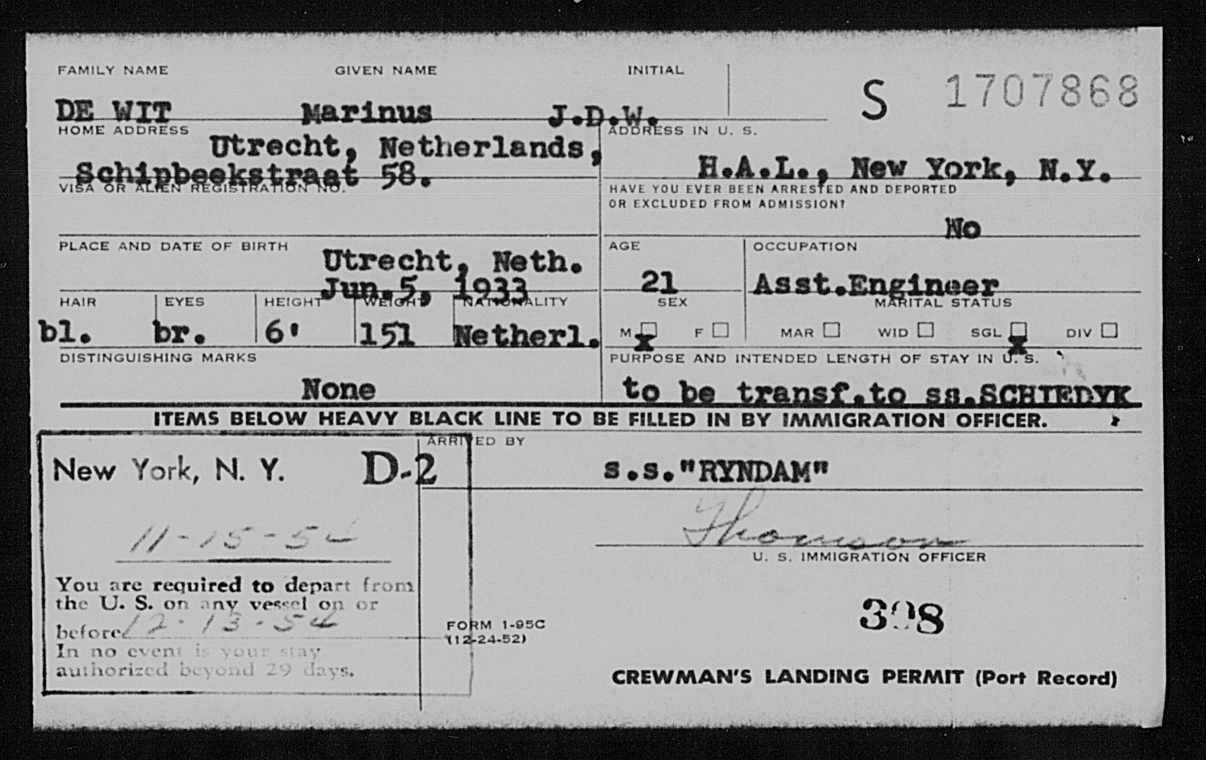 FAMILY NAME GIVEN NAME INITIAL
S 1707868
DE WIT Marinus J.D.W.
HOME ADDRESS ADDRESS IN U. S.
Utrecht, Netherlands,
Schipbeekstraat 58. H.A.L., New York, N.Y.
VISA OR ALIEN REGISTRATION NO. HAVE YOU EVER BEEN ARRESTED AND DEPORTED
OR EXCLUDED FROM ADMISSION?
No
PLACE AND DATE OF BIRTH AGE OCCUPATION
Utrecht, Neth.
Jun.5, 1933 21 Asst.Engineer
HAIR EYES HEIGHT WEIGHT NATIONALITY SEX MARITAL STATUS
bl. br. 6' 151 Netherl. M x F MAR WID SGL x DIV
DISTINGUISHING MARKS PURPOSE AND INTENDED LENGTH OF STAY IN U. S.
None to be transf.to ss.SCHIEDYK
ITEMS BELOW HEAVY BLACK LINE TO BE FILLED IN BY IMMIGRATION OFFICER.
ARRIVED BY
New York, N. Y. D-2 s.s."RYNDAM"
11-15-54 Thomson
U. S. IMMIGRATION OFFICER
You are required to depart from
the U. S. on any vessel on or
before 12-13-54
In no event is your stay
authorized beyond 29 days.
FORM I-95C
(12-24-52)
CREWMAN'S LANDING PERMIT (Port Record)